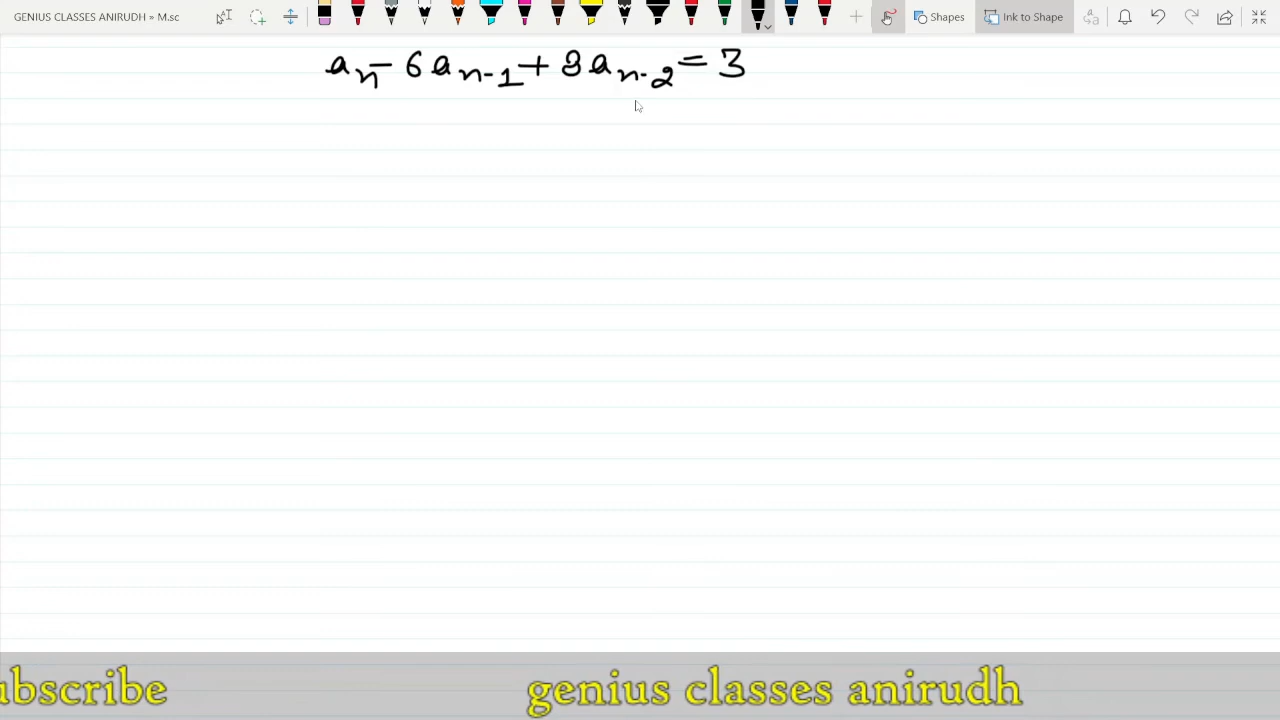 GENIUS CLASSES ANIRUDH » M.sc
Shapes
Ink to Shape
aₙ - 6aₙ₋₁ + 8aₙ₋₂ = 3
ubscribe
genius classes anirudh